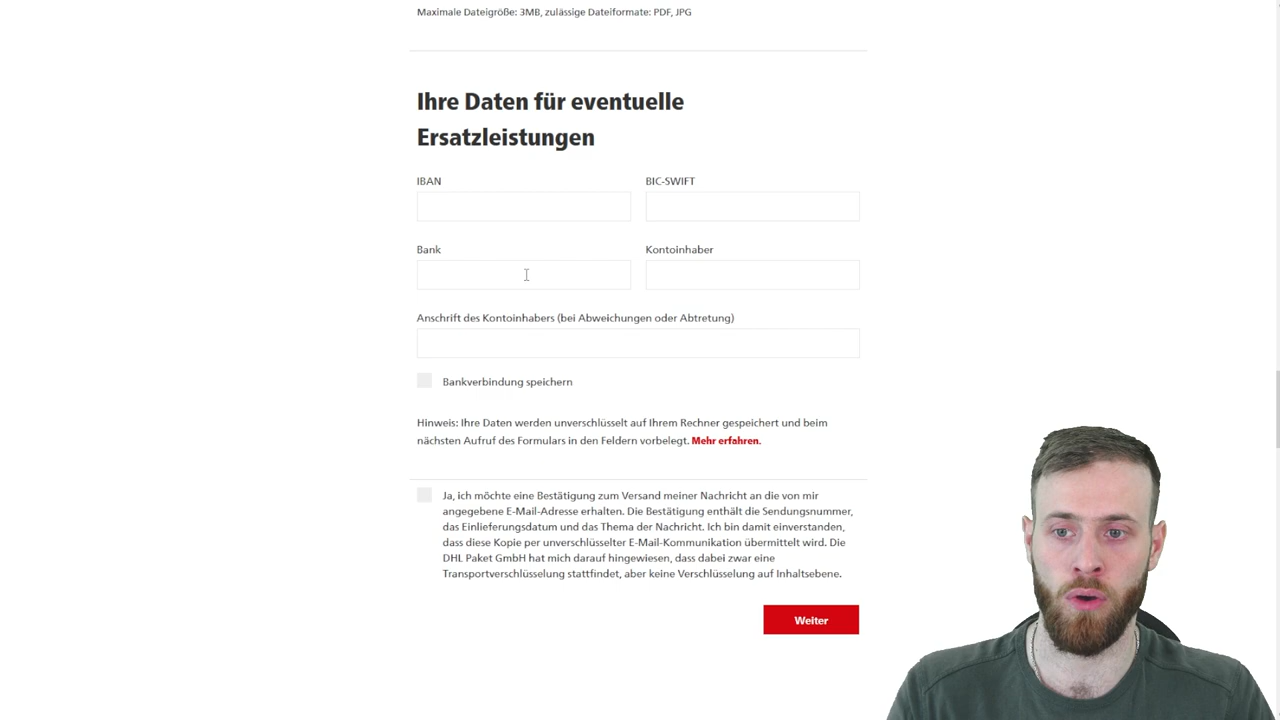 Maximale Dateigröße: 3MB, zulässige Dateiformate: PDF, JPG
Ihre Daten für eventuelle
Ersatzleistungen
IBAN
BIC-SWIFT
Bank
Kontoinhaber
Anschrift des Kontoinhabers (bei Abweichungen oder Abtretung)
Bankverbindung speichern
Hinweis: Ihre Daten werden unverschlüsselt auf Ihrem Rechner gespeichert und beim
nächsten Aufruf des Formulars in den Feldern vorbelegt. Mehr erfahren.
Ja, ich möchte eine Bestätigung zum Versand meiner Nachricht an die von mir
angegebene E-Mail-Adresse erhalten. Die Bestätigung enthält die Sendungsnummer,
das Einlieferungsdatum und das Thema der Nachricht. Ich bin damit einverstanden,
dass diese Kopie per unverschlüsselter E-Mail-Kommunikation übermittelt wird. Die
DHL Paket GmbH hat mich darauf hingewiesen, dass dabei zwar eine
Transportverschlüsselung stattfindet, aber keine Verschlüsselung auf Inhaltsebene.
Weiter